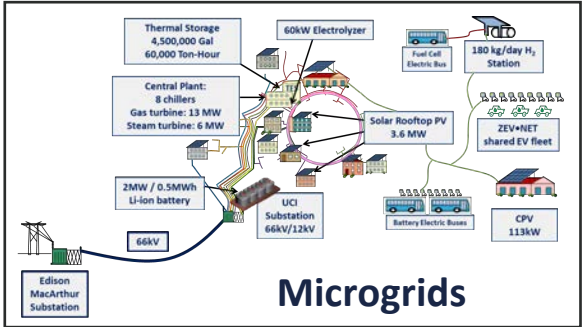 Thermal Storage
4,500,000 Gal
60,000 Ton-Hour
60kW Electrolyzer
Fuel Cell
Electric Bus
180 kg/day H₂
Station
TES
Central Plant:
8 chillers
Gas turbine: 13 MW
Steam turbine: 6 MW
Solar Rooftop PV
3.6 MW
ZEV•NET
shared EV fleet
2MW / 0.5MWh
Li-ion battery
UCI
Substation
66kV/12kV
Battery Electric Buses
CPV
113kW
66kV
Edison
MacArthur
Substation
Microgrids